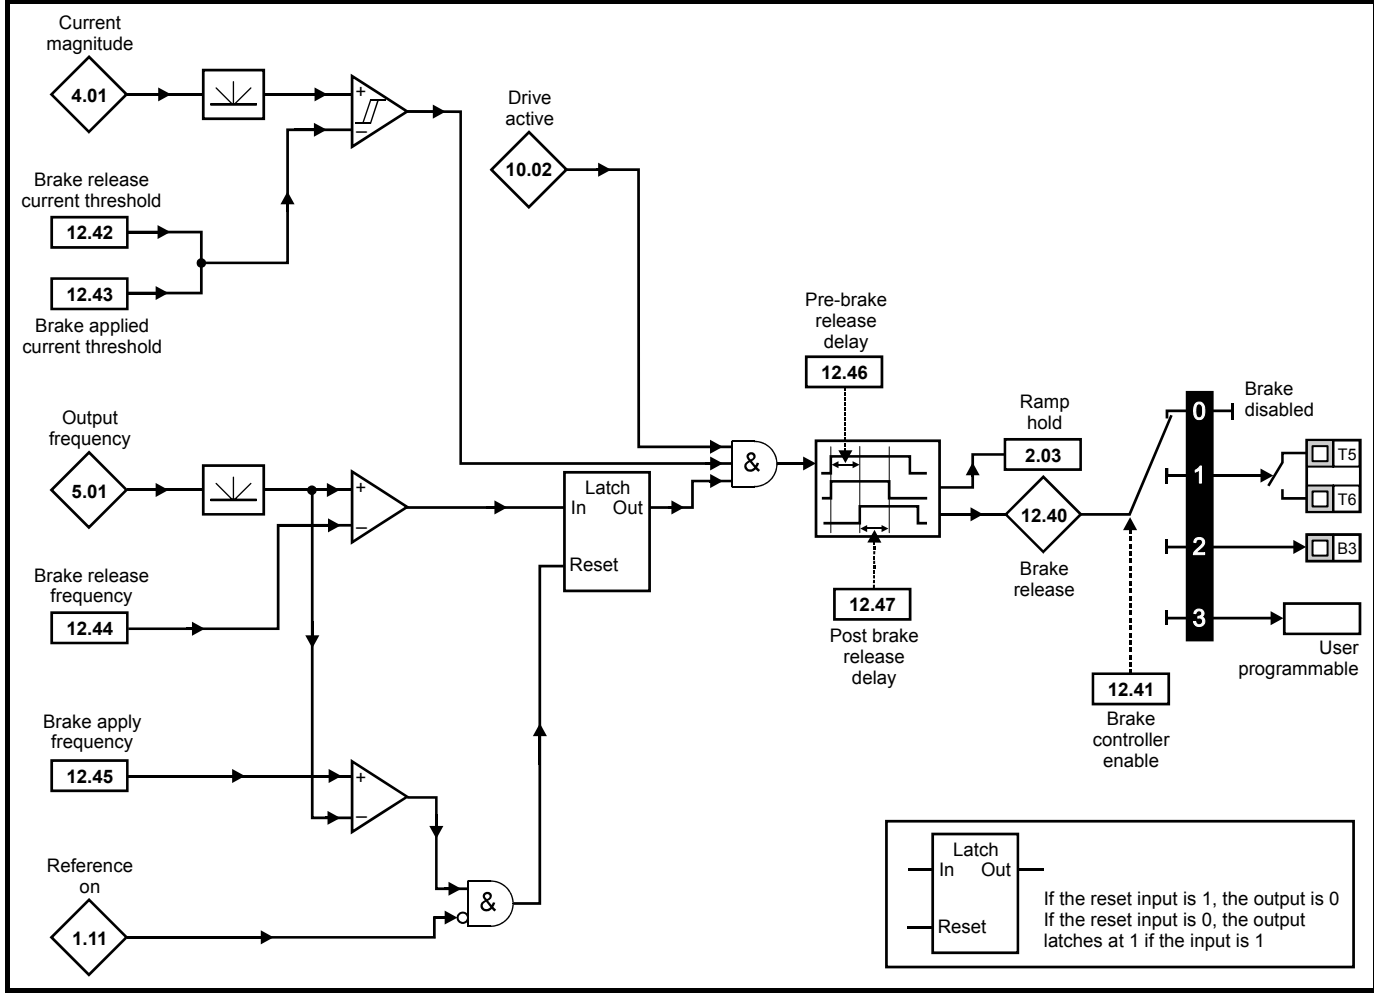 Current
magnitude
4.01
Brake release
current threshold
12.42
12.43
Brake applied
current threshold
+
−
Drive
active
10.02
Output
frequency
5.01
+
−
Brake release
frequency
12.44
Latch
In Out
Reset
&
Brake apply
frequency
12.45
+
−
Reference
on
1.11
&
Pre-brake
release
delay
12.46
12.47
Post brake
release
delay
Ramp
hold
2.03
12.40
Brake
release
0
Brake
disabled
1
T5
T6
2
B3
3
User
programmable
12.41
Brake
controller
enable
Latch
In Out
Reset
If the reset input is 1, the output is 0
If the reset input is 0, the output
latches at 1 if the input is 1